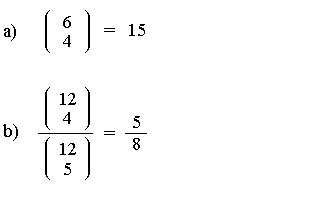 a) ( 6 4 ) = 15
b) ( 12 4 ) / ( 12 5 ) = 5 / 8